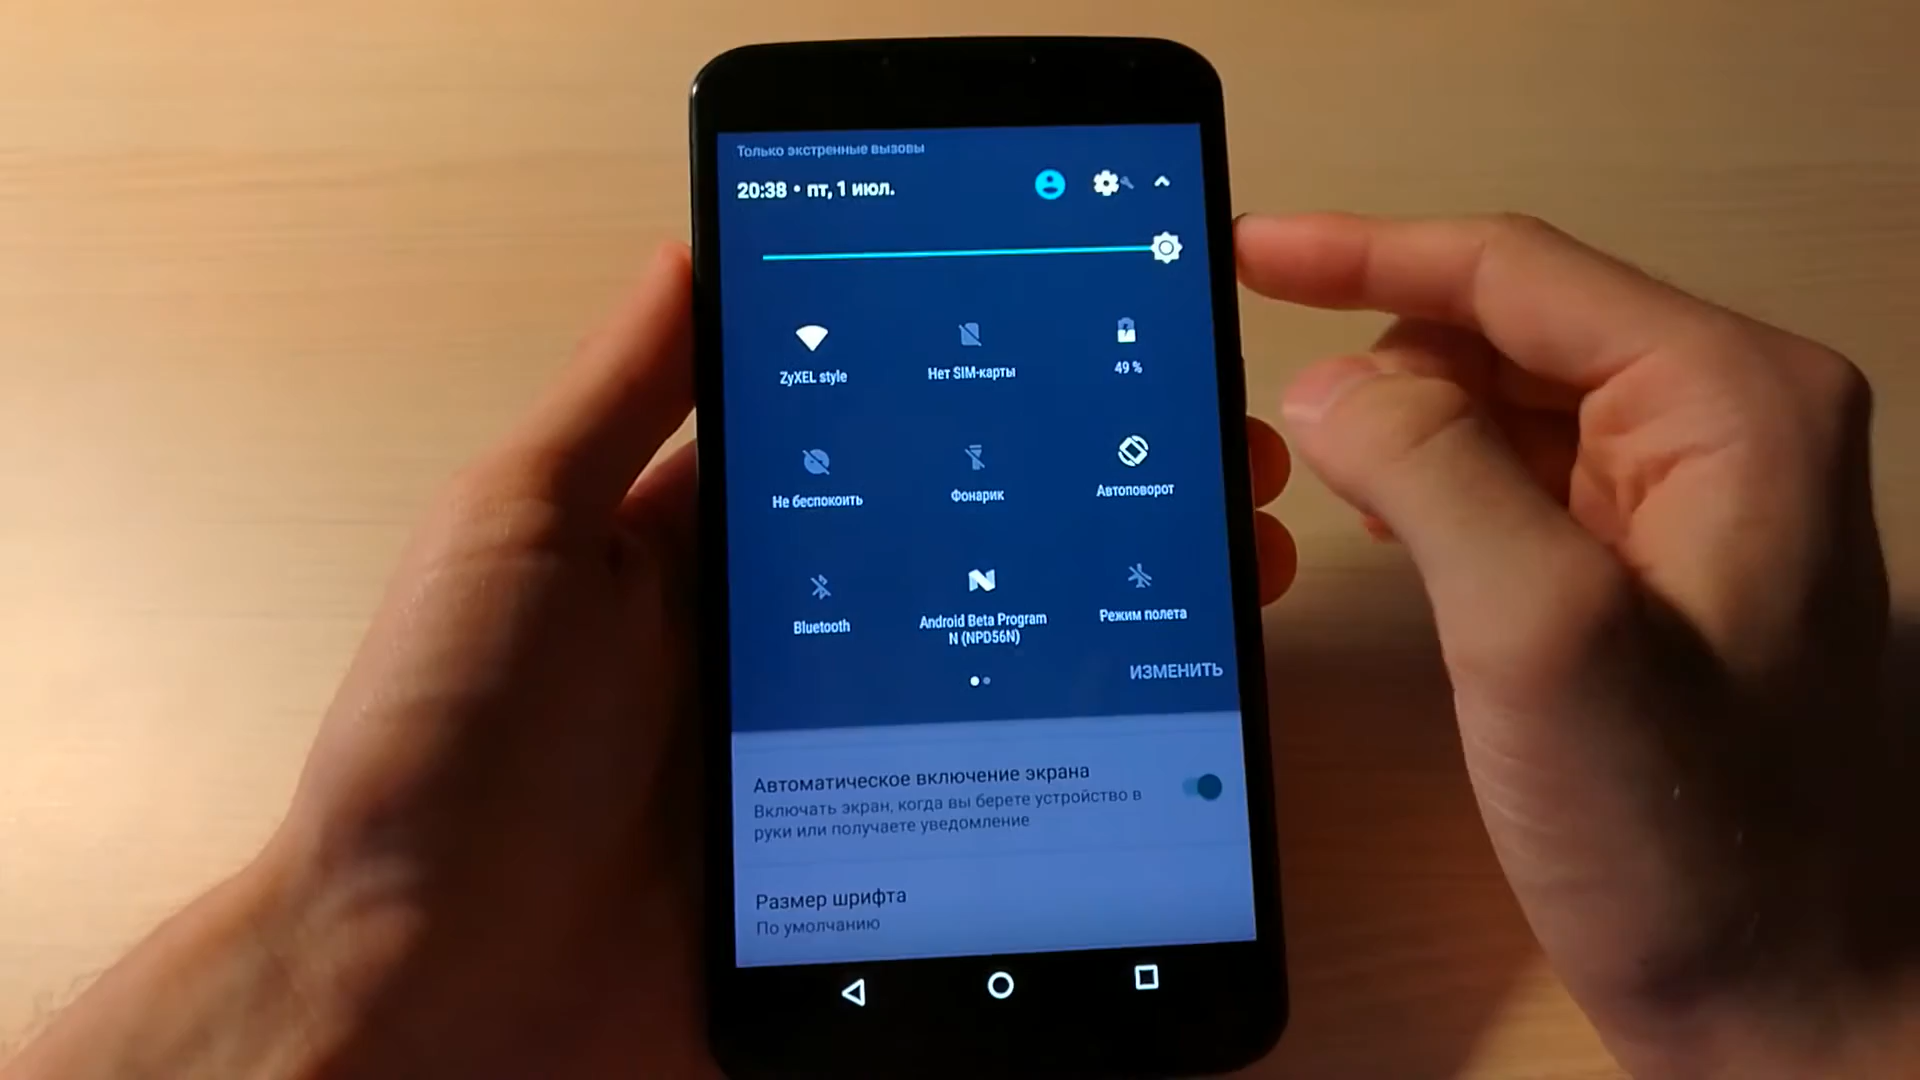 Только экстренные вызовы
20:38 • пт, 1 июл.
ZyXEL style
Нет SIM-карты
49 %
Не беспокоить
Фонарик
Автоповорот
Bluetooth
Android Beta Program
N (NPD56N)
Режим полета
ИЗМЕНИТЬ
Автоматическое включение экрана
Включать экран, когда вы берете устройство в
руки или получаете уведомление
Размер шрифта
По умолчанию